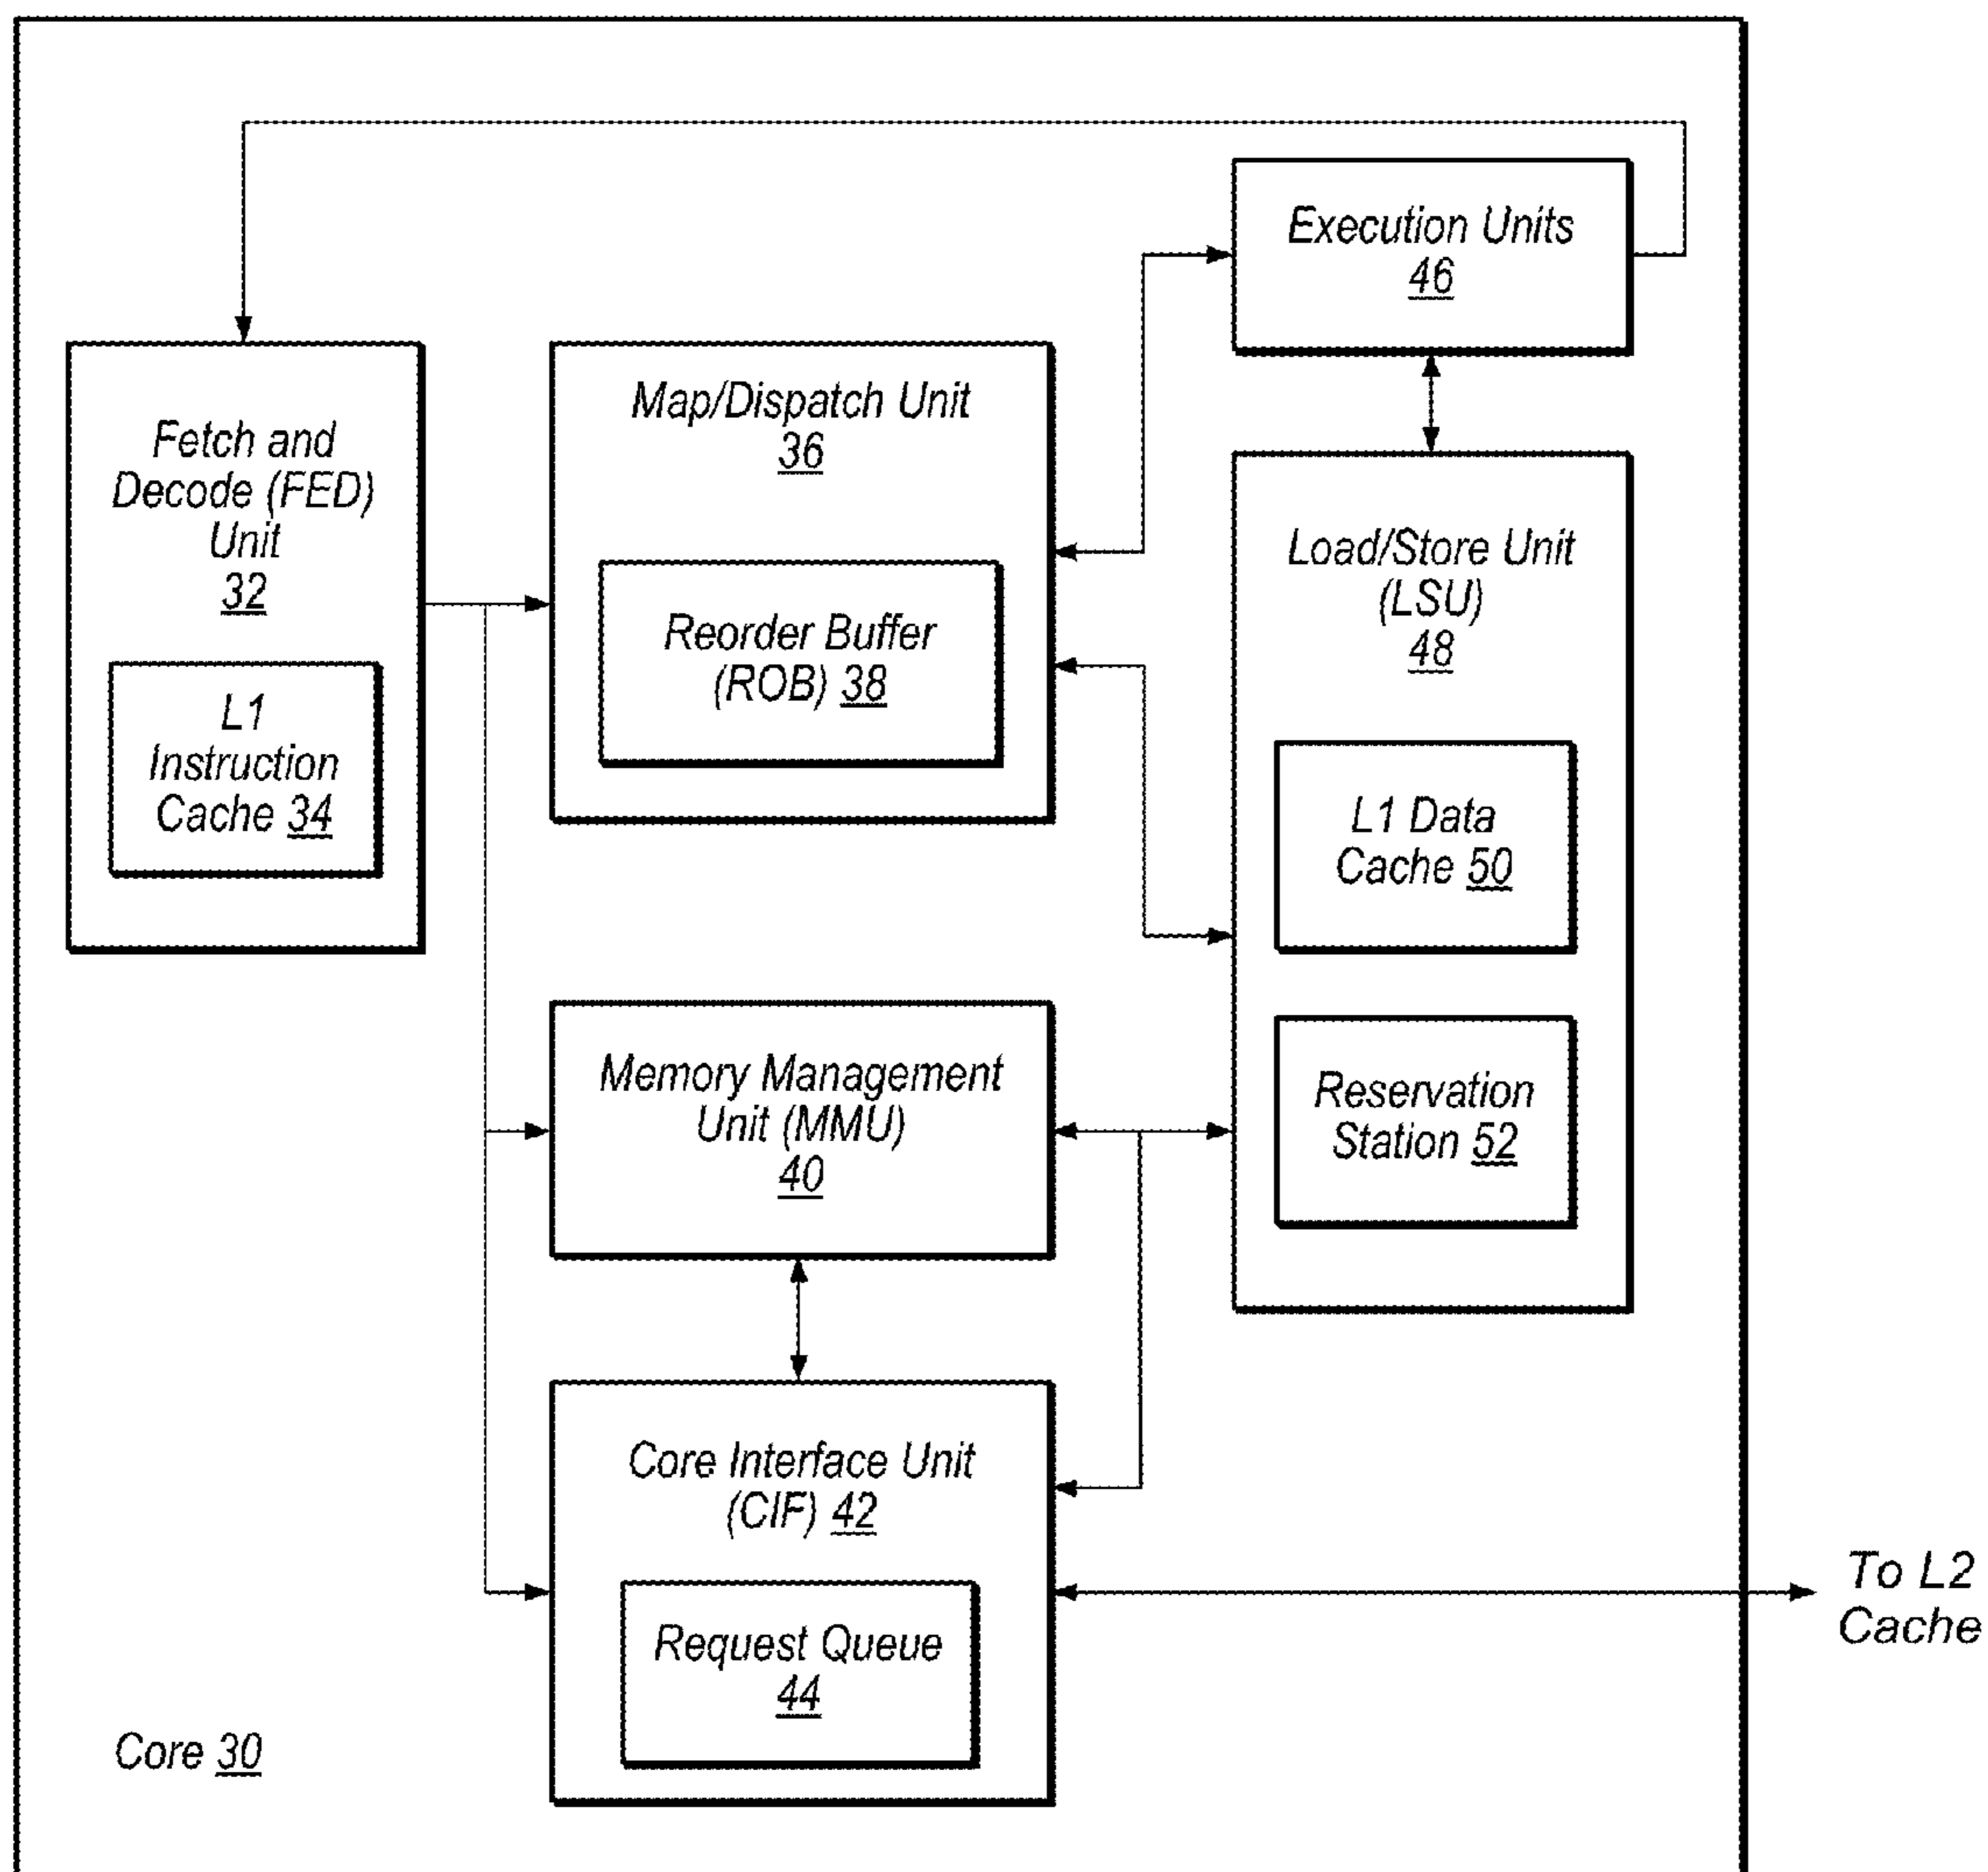 Execution Units
46
Fetch and
Decode (FED)
Unit
32
L1
Instruction
Cache 34
Map/Dispatch Unit
36
Reorder Buffer
(ROB) 38
Load/Store Unit
(LSU)
48
L1 Data
Cache 50
Reservation
Station 52
Memory Management
Unit (MMU)
40
Core Interface Unit
(CIF) 42
Request Queue
44
To L2
Cache
Core 30